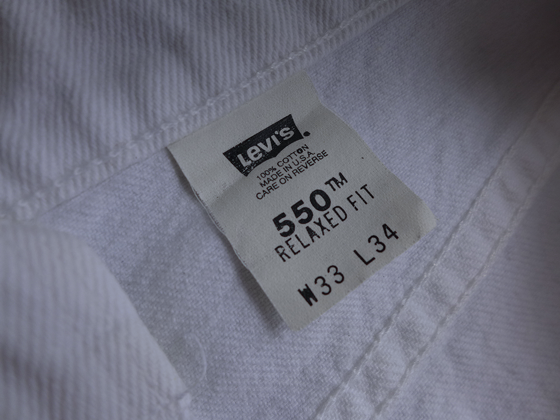 Levi's®
100% COTTON
MADE IN U.S.A.
CARE ON REVERSE
550™
RELAXED FIT
W33 L34